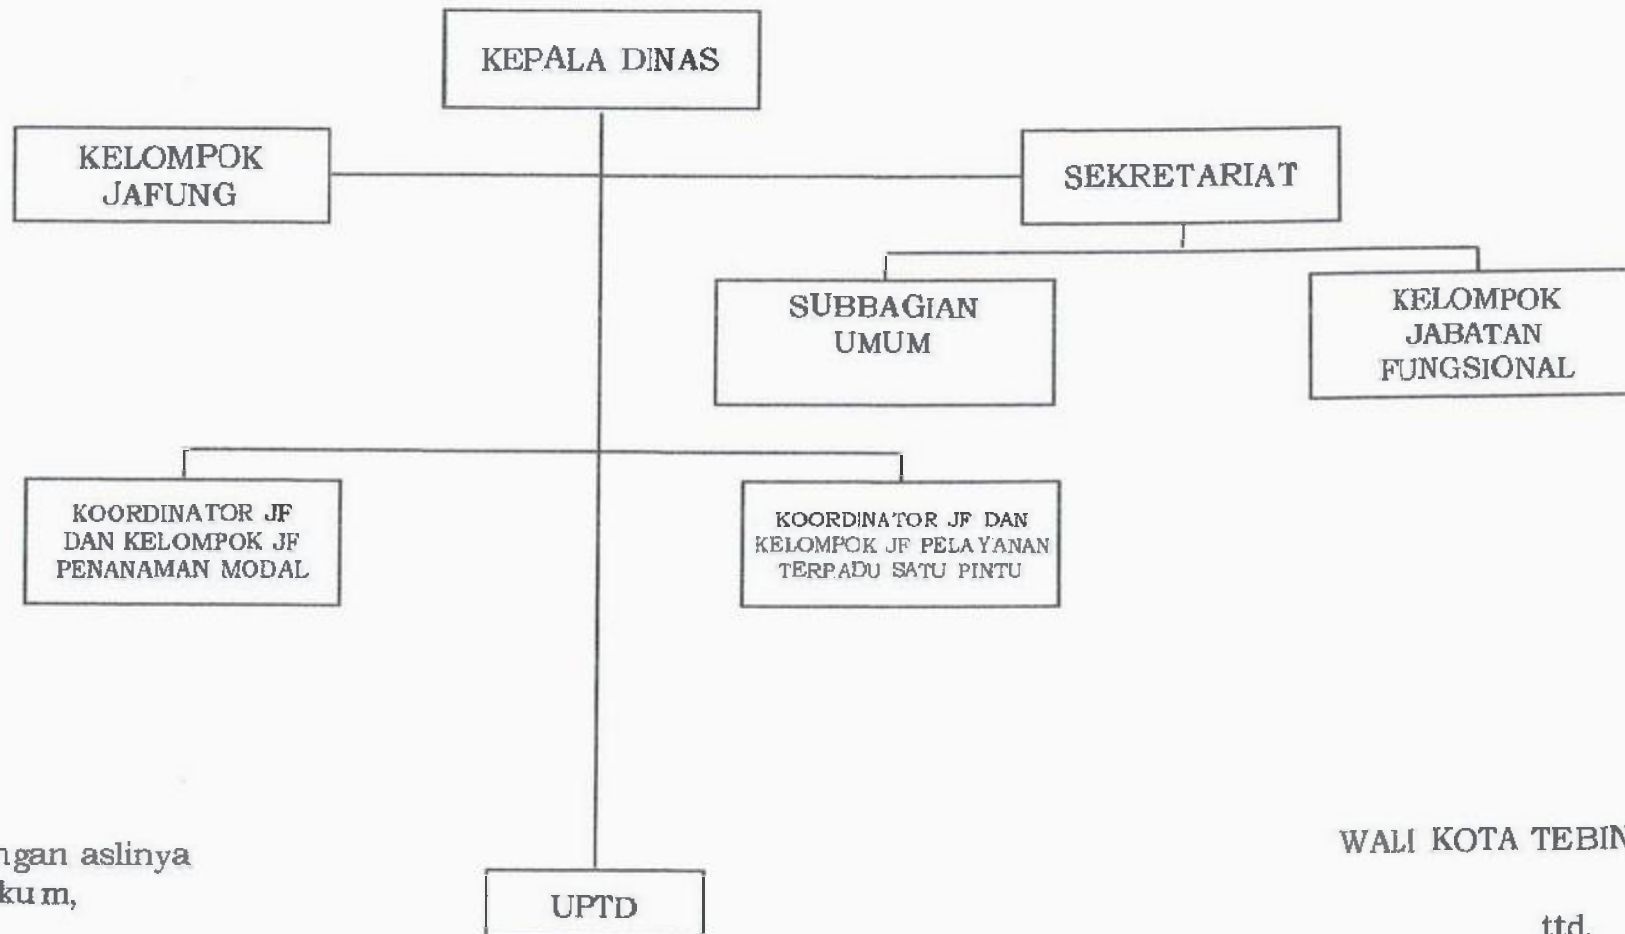 KEPALA DINAS
KELOMPOK
JAFUNG
SEKRETARIAT
SUBBAGIAN
UMUM
KELOMPOK
JABATAN
FUNGSIONAL
KOORDINATOR JF
DAN KELOMPOK JF
PENANAMAN MODAL
KOORDINATOR JF DAN
KELOMPOK JF PELAYANAN
TERPADU SATU PINTU
UPTD
ngan aslinya
kum,
WALI KOTA TEBIN
ttd.